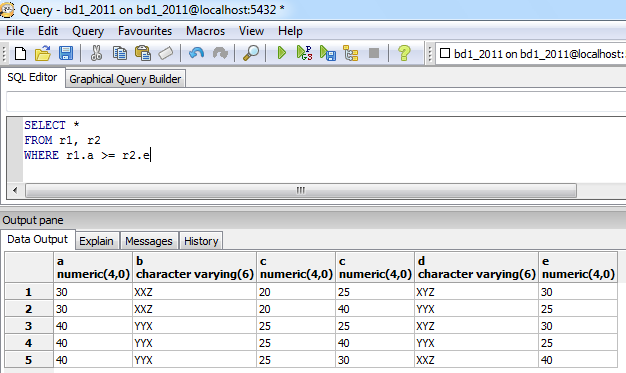 Query - bd1_2011 on bd1_2011@localhost:5432 *
File Edit Query Favourites Macros View Help
bd1_2011 on bd1_2011@localhost:
SQL Editor Graphical Query Builder
SELECT *
FROM r1, r2
WHERE r1.a >= r2.e
Output pane
Data Output Explain Messages History
a b c c d e
numeric(4,0) character varying(6) numeric(4,0) numeric(4,0) character varying(6) numeric(4,0)
1 30 XXZ 20 25 XYZ 30
2 30 XXZ 20 40 YYX 25
3 40 YYX 25 25 XYZ 30
4 40 YYX 25 40 YYX 25
5 40 YYX 25 30 XXZ 40